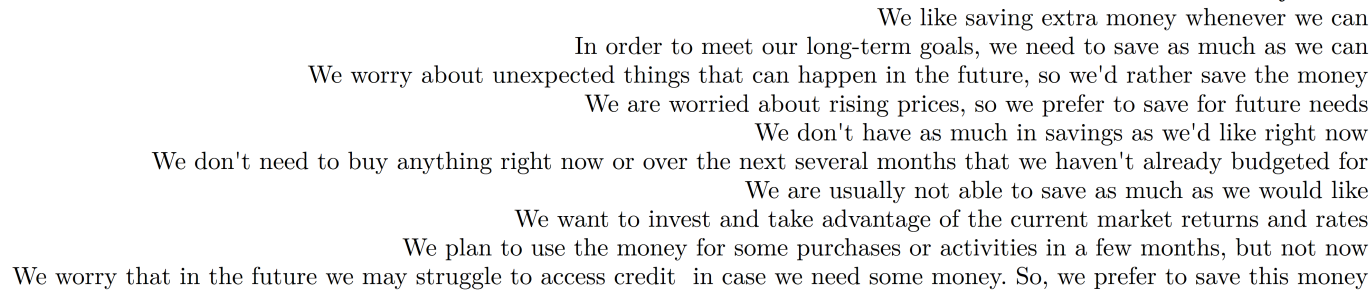 We like saving extra money whenever we can
In order to meet our long-term goals, we need to save as much as we can
We worry about unexpected things that can happen in the future, so we'd rather save the money
We are worried about rising prices, so we prefer to save for future needs
We don't have as much in savings as we'd like right now
We don't need to buy anything right now or over the next several months that we haven't already budgeted for
We are usually not able to save as much as we would like
We want to invest and take advantage of the current market returns and rates
We plan to use the money for some purchases or activities in a few months, but not now
We worry that in the future we may struggle to access credit  in case we need some money. So, we prefer to save this money